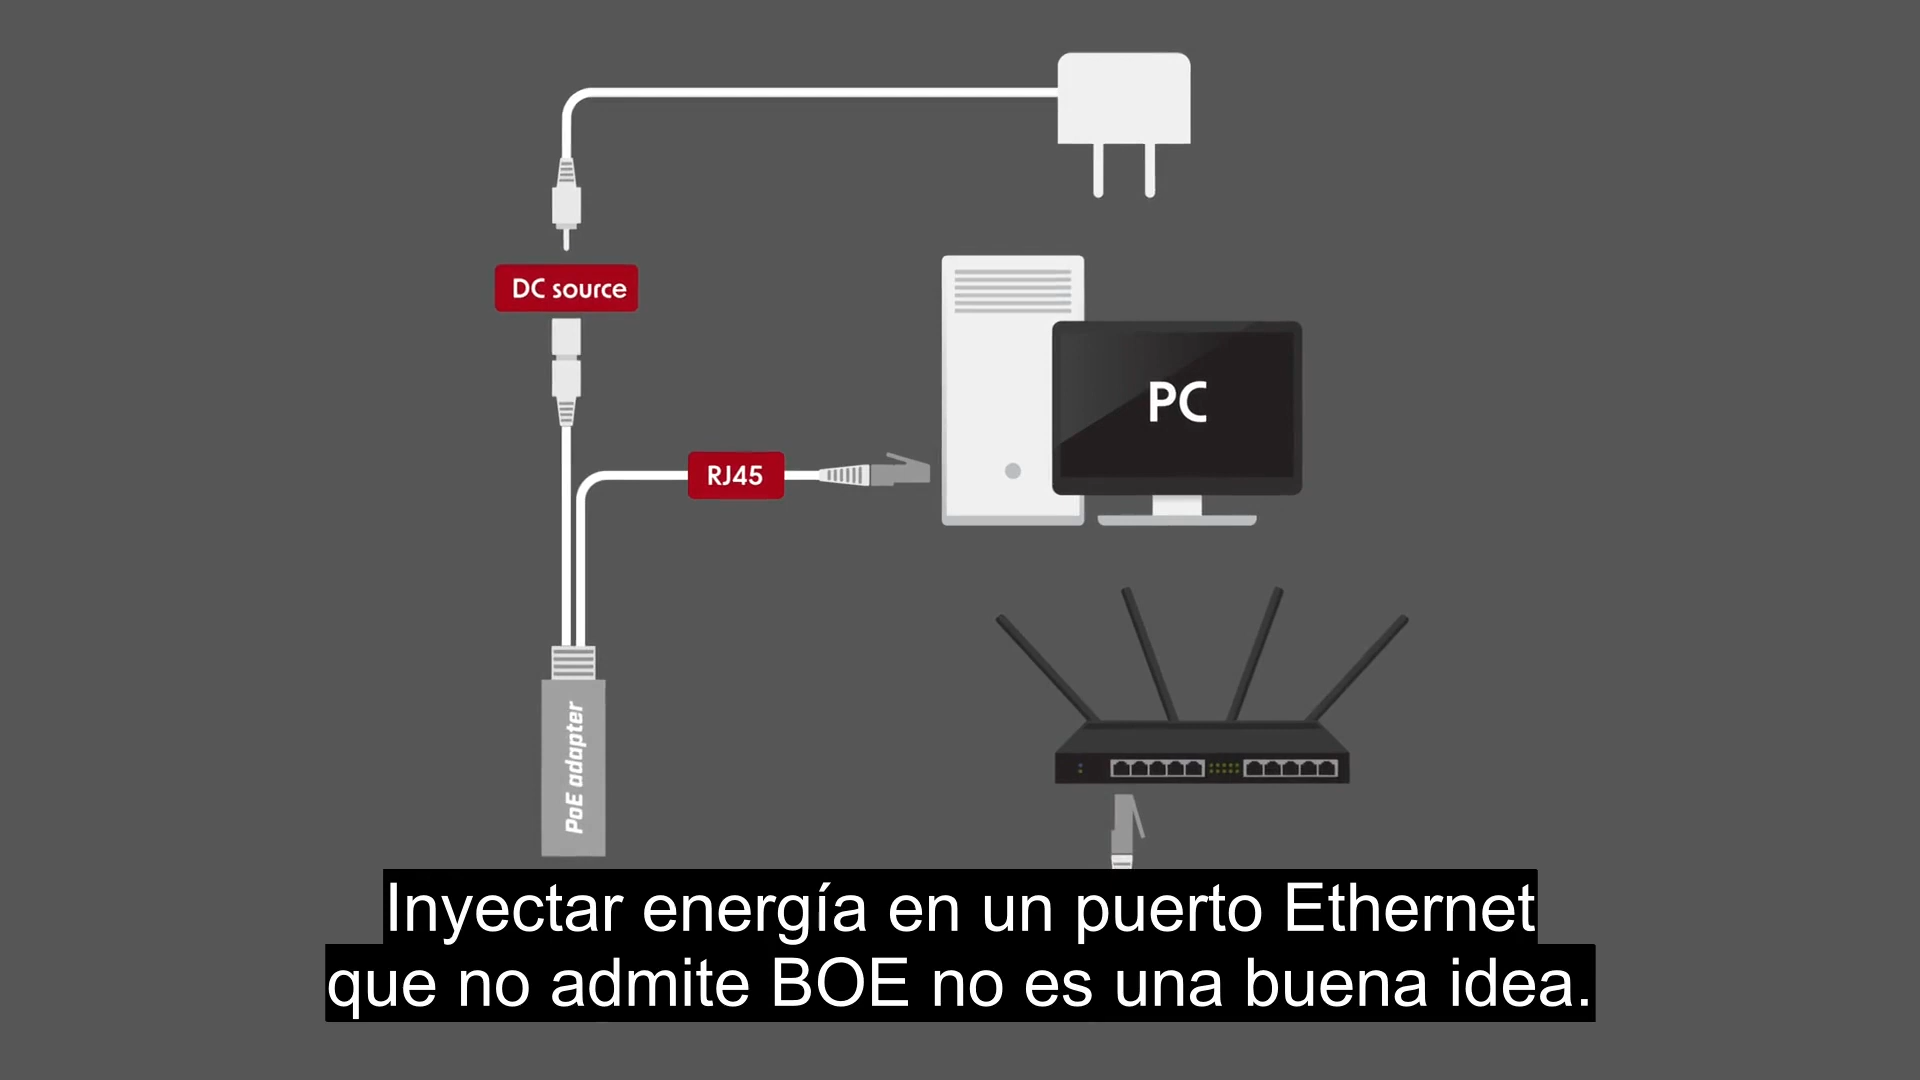 DC source
PC
RJ45
PoE adapter
Inyectar energía en un puerto Ethernet
que no admite BOE no es una buena idea.